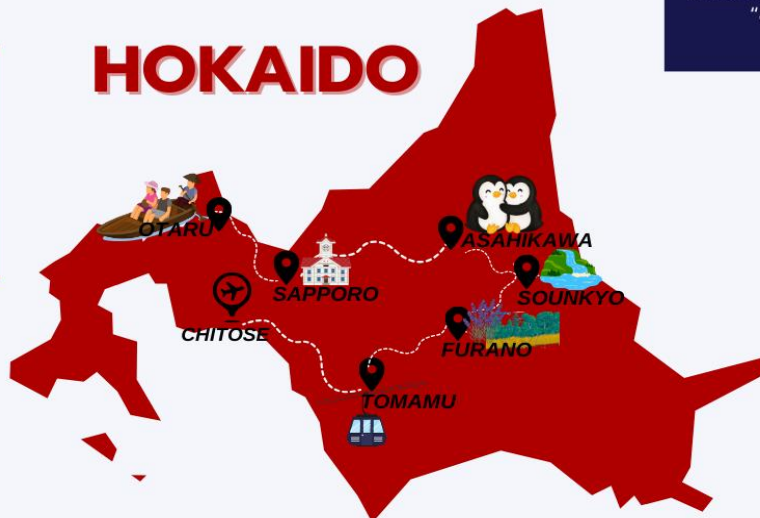 HOKAIDO
OTARU
ASAHIKAWA
SAPPORO
SOUNKYO
CHITOSE
FURANO
TOMAMU